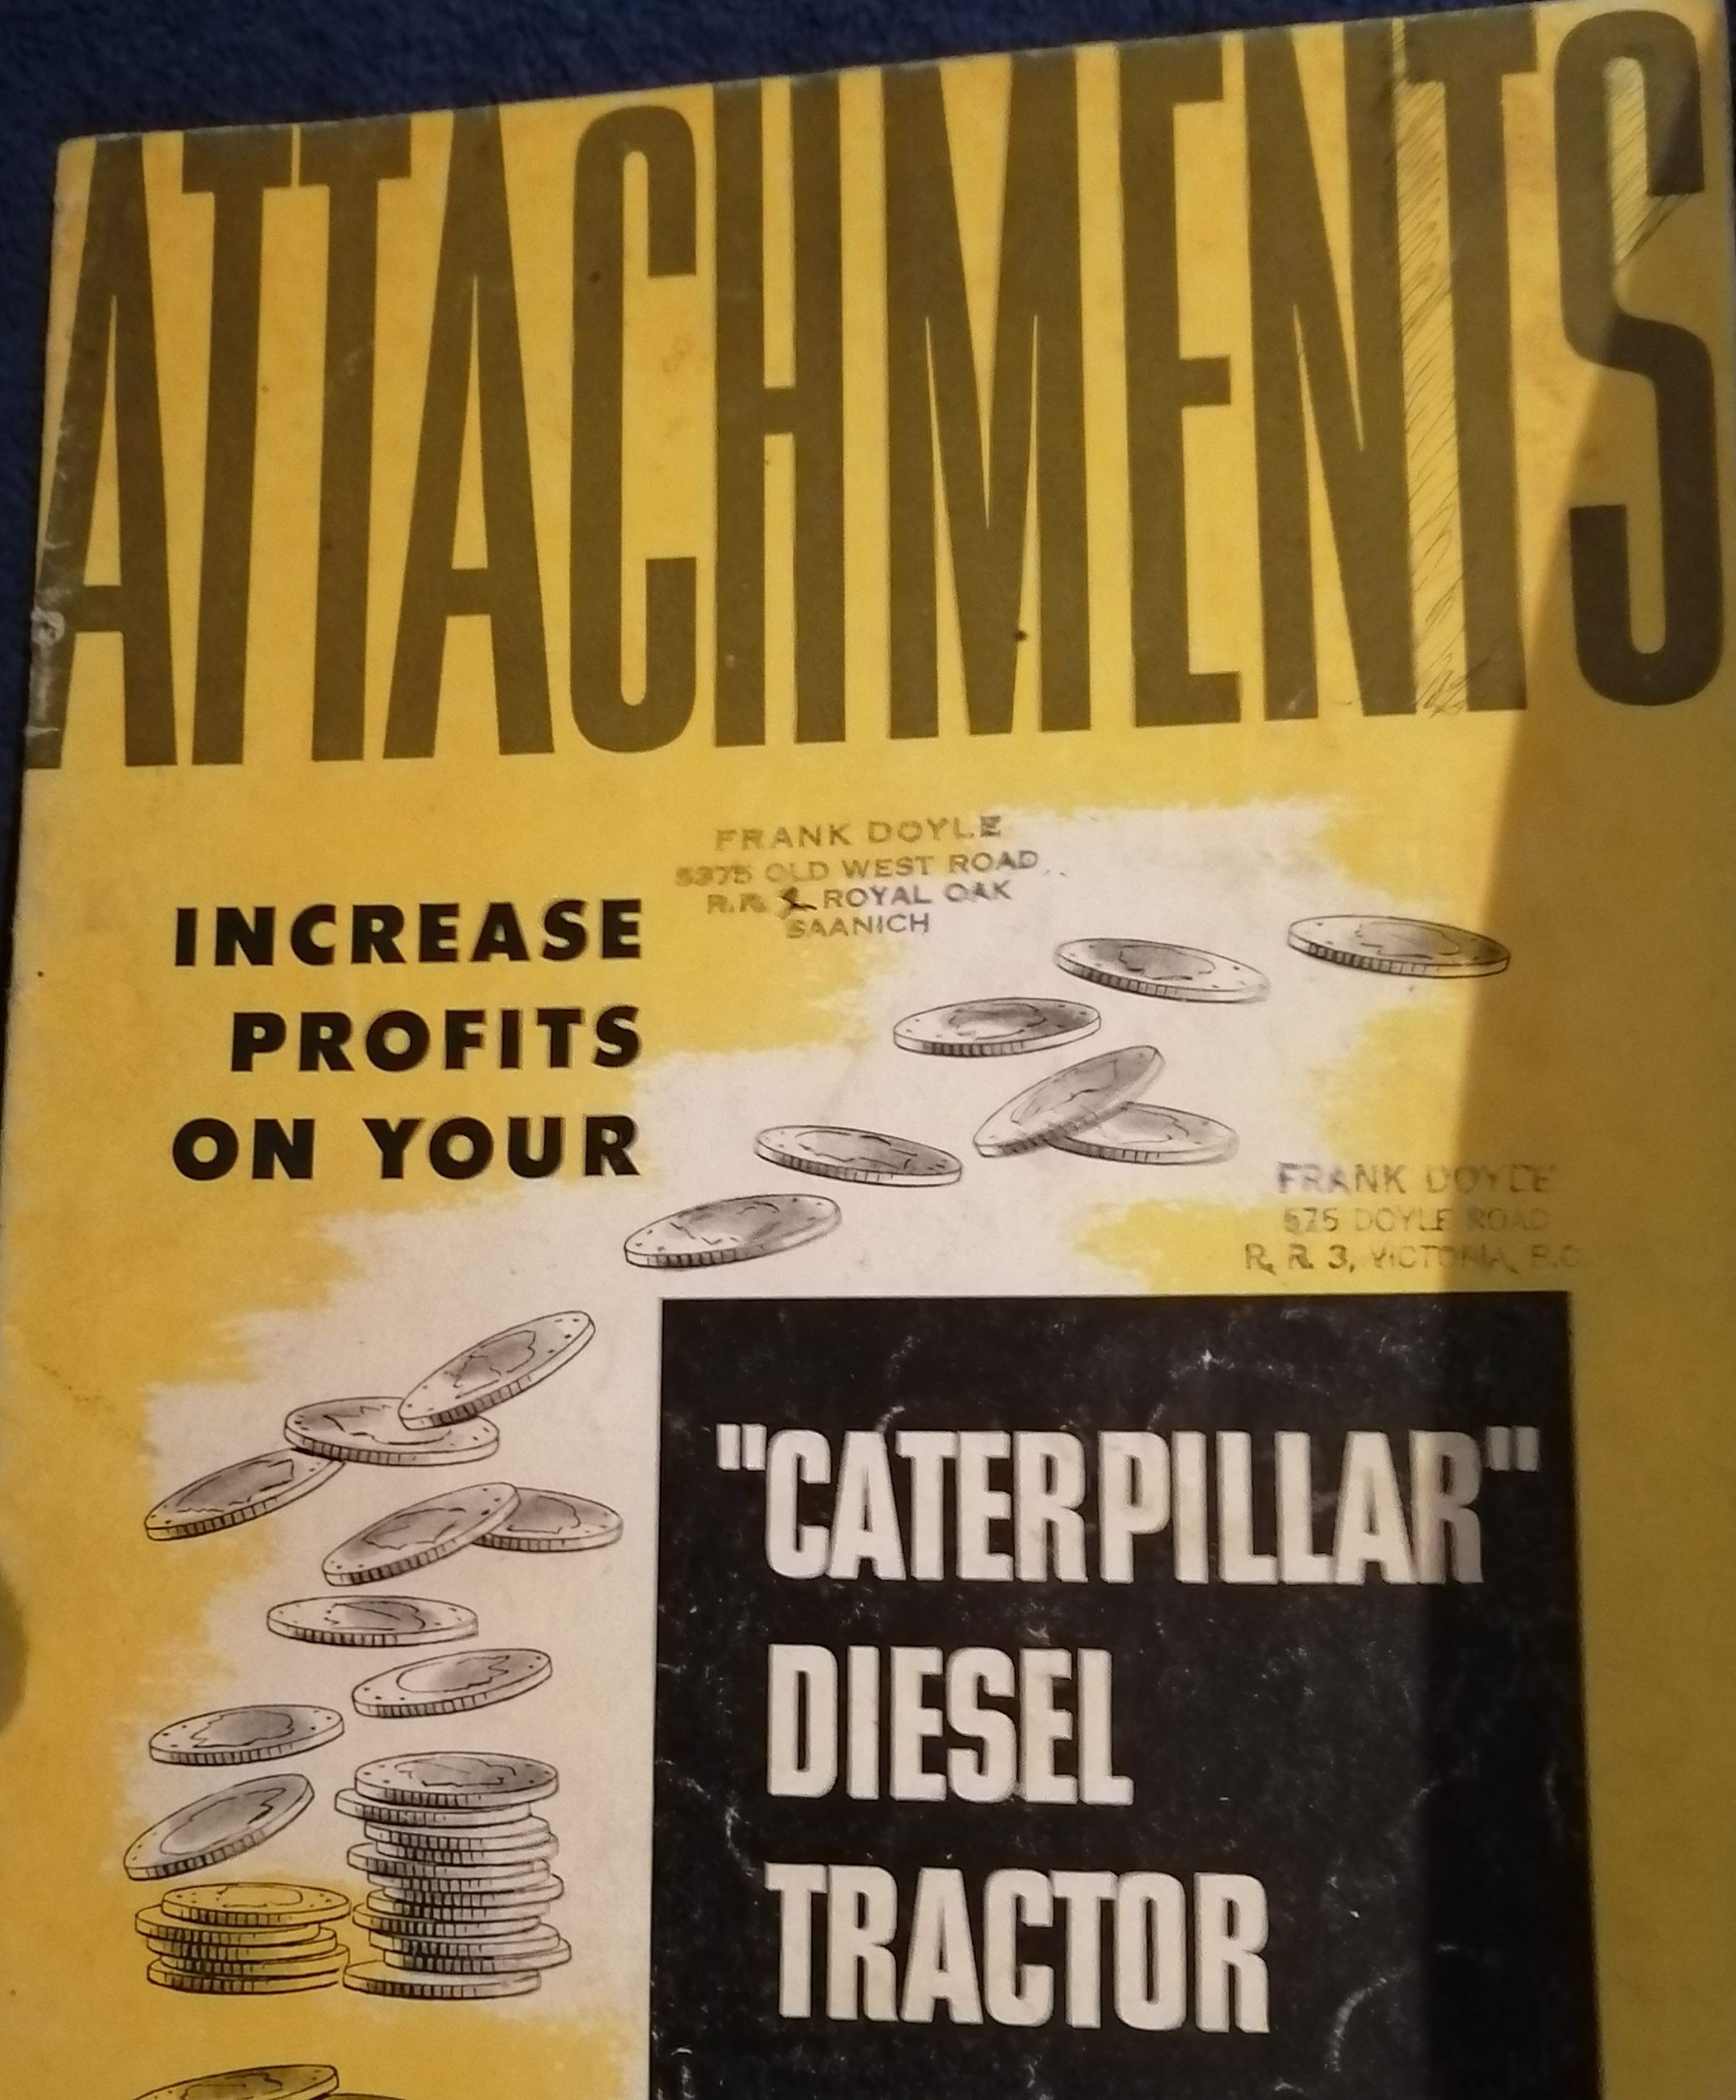 ATTACHMENTS
FRANK DOYLE
5375 OLD WEST ROAD
R.R. 2 ROYAL OAK
SAANICH
INCREASE
PROFITS
ON YOUR
FRANK DOYLE
575 DOYLE ROAD
R. R. 3, VICTORIA, B.C
"CATERPILLAR"
DIESEL
TRACTOR